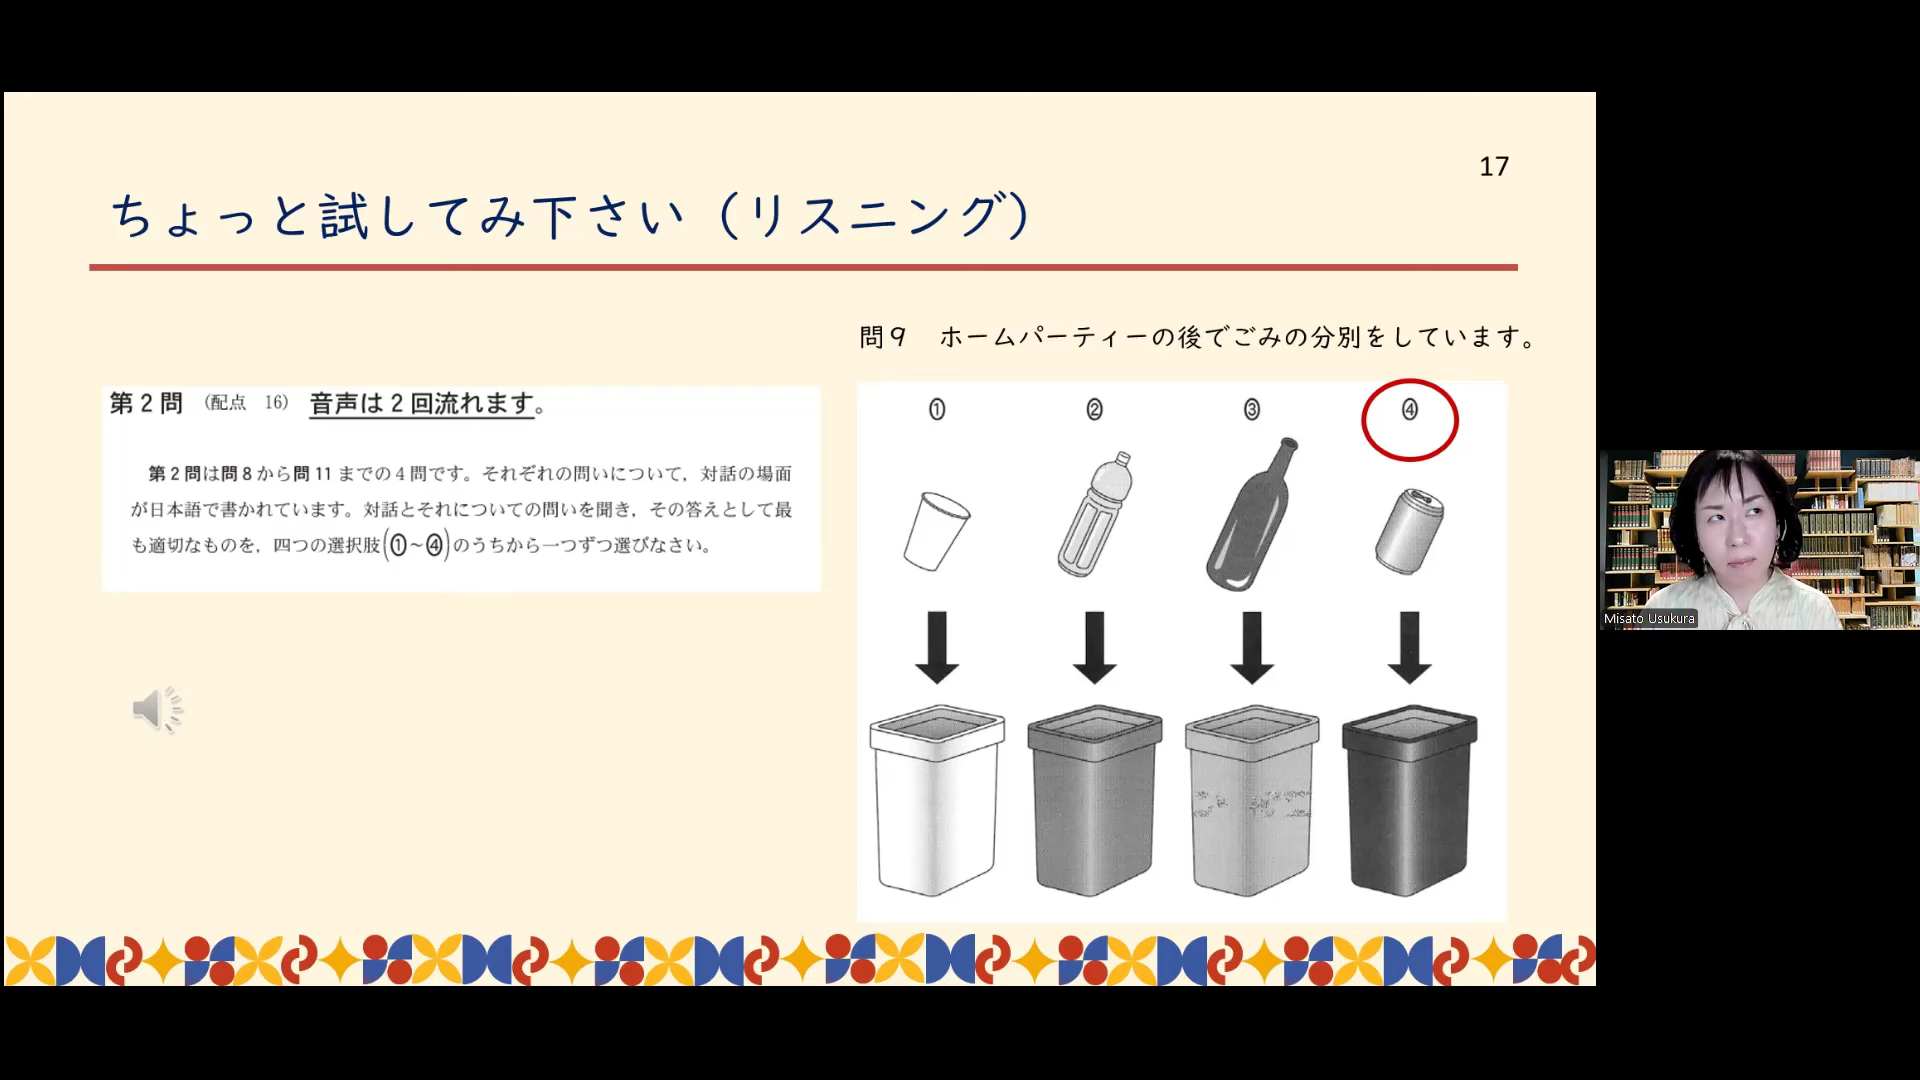 17
ちょっと試してみ下さい（リスニング）
問９　ホームパーティーの後でごみの分別をしています。
第２問　（配点　16）　音声は２回流れます。
第２問は問８から問11までの４問です。それぞれの問いについて，対話の場面
が日本語で書かれています。対話とそれについての問いを聞き，その答えとして最
も適切なものを，四つの選択肢（①～④）のうちから一つずつ選びなさい。
① ② ③ ④
Misato Usukura